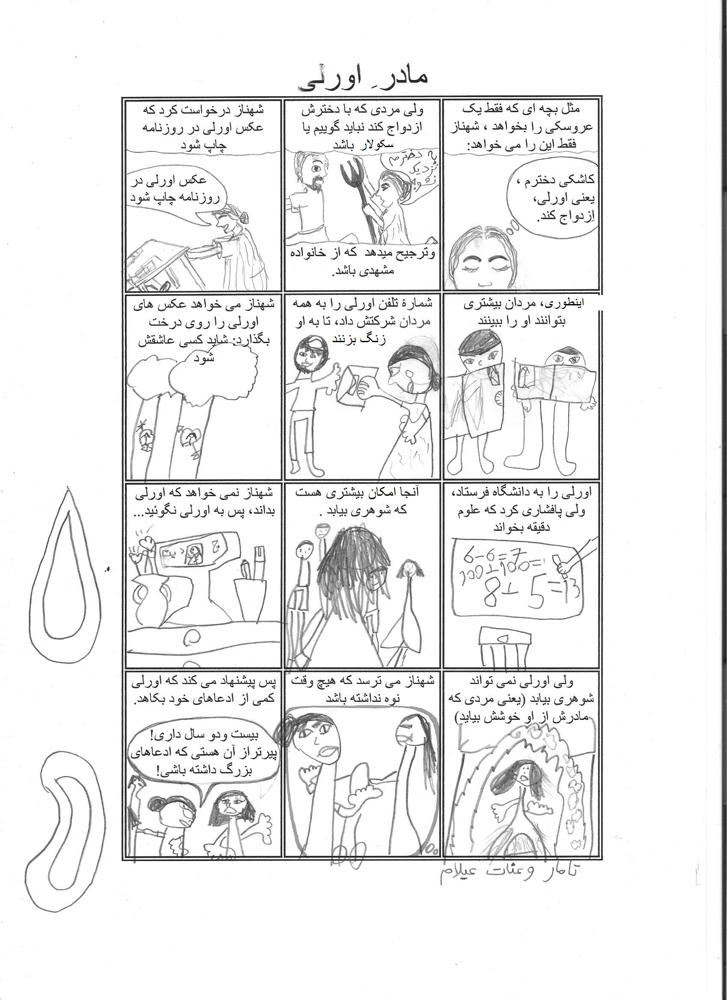 مادرِ اورلی
مثل بچه ای که فقط یک
عروسکی را بخواهد ، شهناز
فقط این را می خواهد:
کاشکی دخترم ،
یعنی اورلی،
اِزدواج کند.
ولی مردی که با دخترش
ازدواج کند نباید گوییم یا
سکولار باشد
به دخترم
نزدیک
نشو!
وترجیح میدهد که از خانواده
مشهدی باشد.
شهناز درخواست کرد که
عکس اورلی در روزنامه
چاپ شود
عکس اورلی در
روزنامه چاپ شود
اینطوری، مردان بیشتری
بتوانند او را ببینند
شمارهٔ تلفن اورلی را به همه
مردان شرکتش داد، تا به او
زنگ بزنند
شهناز می خواهد عکس های
اورلی را روی درخت
بگذارد: شاید کسی عاشقش
شود
اورلی را به دانشگاه فرستاد،
ولی پافشاری کرد که علوم
دقیقه بخواند
6-6=7
100+100=
8+5=13
آنجا امکان بیشتری هست
که شوهری بیابد .
شهناز نمی خواهد که اورلی
بداند، پس به اورلی نگوئید...
ج دیت
ولی اورلی نمی تواند
شوهری بیابد (یعنی مردی که
مادرش از او خوشش بیاید)
شهناز می ترسد که هیچ وقت
نوه نداشته باشد
پس پیشنهاد می کند که اورلی
کمی از ادعاهای خود بکاهد.
بیست ودو سال داری!
پیرتر از آن هستی که ادعاهای
بزرگ داشته باشی!
تامار وعنات عیلام